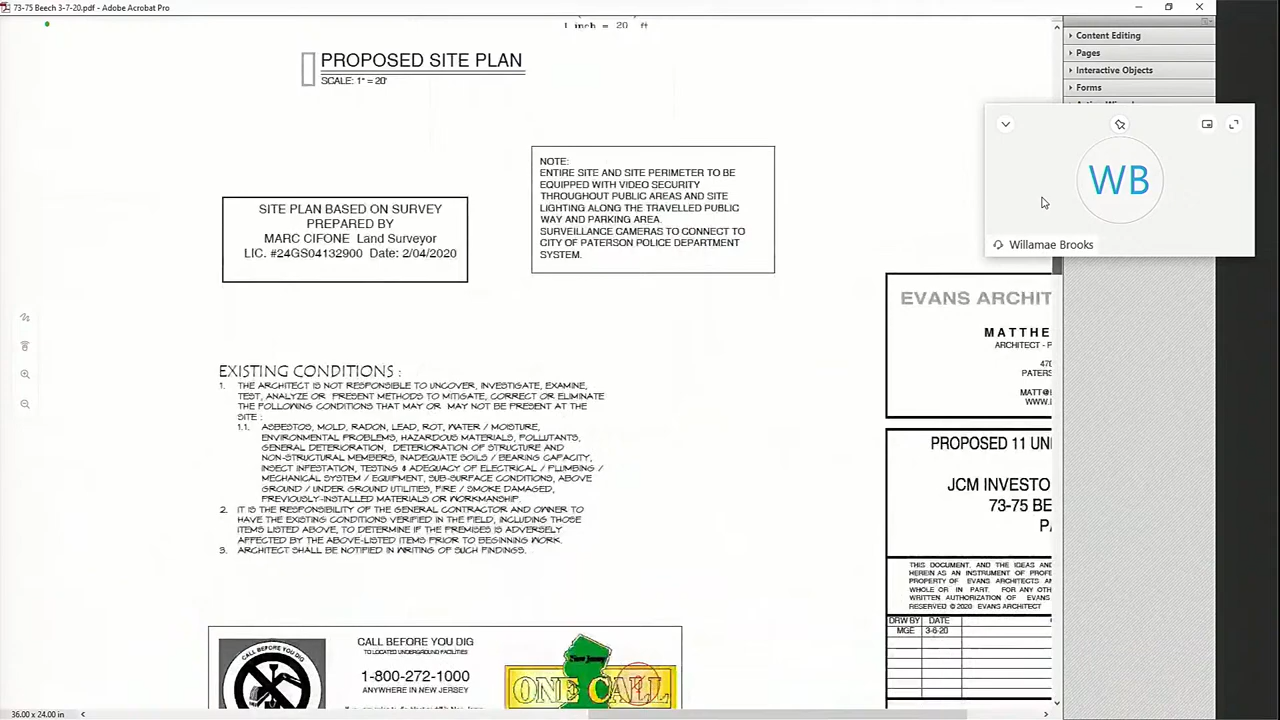 73-75 Beech 3-7-20.pdf - Adobe Acrobat Pro
1 inch = 20 ft
PROPOSED SITE PLAN
SCALE: 1" = 20'
Content Editing
Pages
Interactive Objects
Forms
WB
Willamae Brooks
NOTE:
ENTIRE SITE AND SITE PERIMETER TO BE
EQUIPPED WITH VIDEO SECURITY
THROUGHOUT PUBLIC AREAS AND SITE
LIGHTING ALONG THE TRAVELLED PUBLIC
WAY AND PARKING AREA.
SURVEILLANCE CAMERAS TO CONNECT TO
CITY OF PATERSON POLICE DEPARTMENT
SYSTEM.
SITE PLAN BASED ON SURVEY
PREPARED BY
MARC CIFONE Land Surveyor
LIC. #24GS04132900 Date: 2/04/2020
EXISTING CONDITIONS :
1. THE ARCHITECT IS NOT RESPONSIBLE TO UNCOVER, INVESTIGATE, EXAMINE,
TEST, ANALYZE OR PRESENT METHODS TO MITIGATE, CORRECT OR ELIMINATE
THE FOLLOWING CONDITIONS THAT MAY OR MAY NOT BE PRESENT AT THE
SITE :
1.1. ASBESTOS, MOLD, RADON, LEAD, ROT, WATER / MOISTURE,
ENVIRONMENTAL PROBLEMS, HAZARDOUS MATERIALS, POLLUTANTS,
GENERAL DETERIORATION, DETERIORATION OF STRUCTURE AND
NON-STRUCTURAL MEMBERS, INADEQUATE SOILS / BEARING CAPACITY,
INSECT INFESTATION, TESTING & ADEQUACY OF ELECTRICAL / PLUMBING /
MECHANICAL SYSTEM / EQUIPMENT, SUB-SURFACE CONDITIONS, ABOVE
GROUND / UNDER GROUND UTILITIES, FIRE / SMOKE DAMAGED,
PREVIOUSLY-INSTALLED MATERIALS OR WORKMANSHIP.
2. IT IS THE RESPONSIBILITY OF THE GENERAL CONTRACTOR AND OWNER TO
HAVE THE EXISTING CONDITIONS VERIFIED IN THE FIELD, INCLUDING THOSE
ITEMS LISTED ABOVE, TO DETERMINE IF THE PREMISES IS ADVERSELY
AFFECTED BY THE ABOVE-LISTED ITEMS PRIOR TO BEGINNING WORK.
3. ARCHITECT SHALL BE NOTIFIED IN WRITING OF SUCH FINDINGS.
EVANS ARCHIT
MATTHE
ARCHITECT - P
470
PATERS
MATT@
WWW.
PROPOSED 11 UN
JCM INVESTO
73-75 BE
PA
THIS DOCUMENT, AND THE IDEAS AND
HEREIN AS AN INSTRUMENT OF PROFE
PROPERTY OF EVANS ARCHITECTS AN
WHOLE OR IN PART. FOR ANY OTH
WRITTEN AUTHORIZATION OF EVANS
RESERVED © 2020 EVANS ARCHITECT
DRW BY DATE
MGE 3-6-20
CALL BEFORE YOU DIG
CALL BEFORE YOU DIG
TO LOCATED UNDERGROUND FACILITIES
1-800-272-1000
ANYWHERE IN NEW JERSEY
New Jersey
ONE CALL
36.00 x 24.00 in